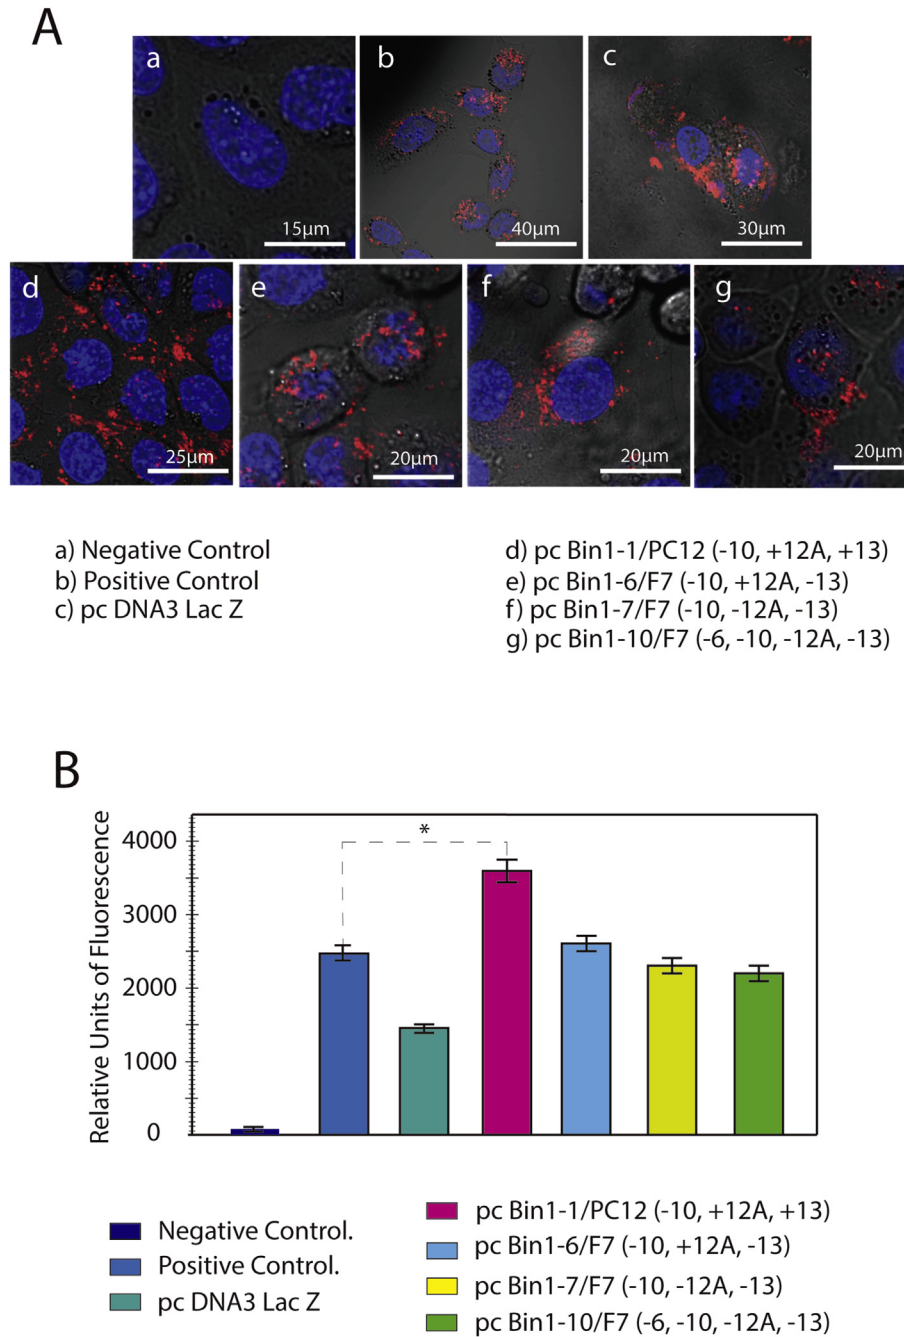 A
a
b
c
15µm
40µm
30µm
d
e
f
g
25µm
20µm
20µm
20µm
a) Negative Control
b) Positive Control
c) pc DNA3 Lac Z
d) pc Bin1-1/PC12 (-10, +12A, +13)
e) pc Bin1-6/F7 (-10, +12A, -13)
f) pc Bin1-7/F7 (-10, -12A, -13)
g) pc Bin1-10/F7 (-6, -10, -12A, -13)
B
Relative Units of Fluorescence
4000
3000
2000
1000
0
*
Negative Control.
Positive Control.
pc DNA3 Lac Z
pc Bin1-1/PC12 (-10, +12A, +13)
pc Bin1-6/F7 (-10, +12A, -13)
pc Bin1-7/F7 (-10, -12A, -13)
pc Bin1-10/F7 (-6, -10, -12A, -13)